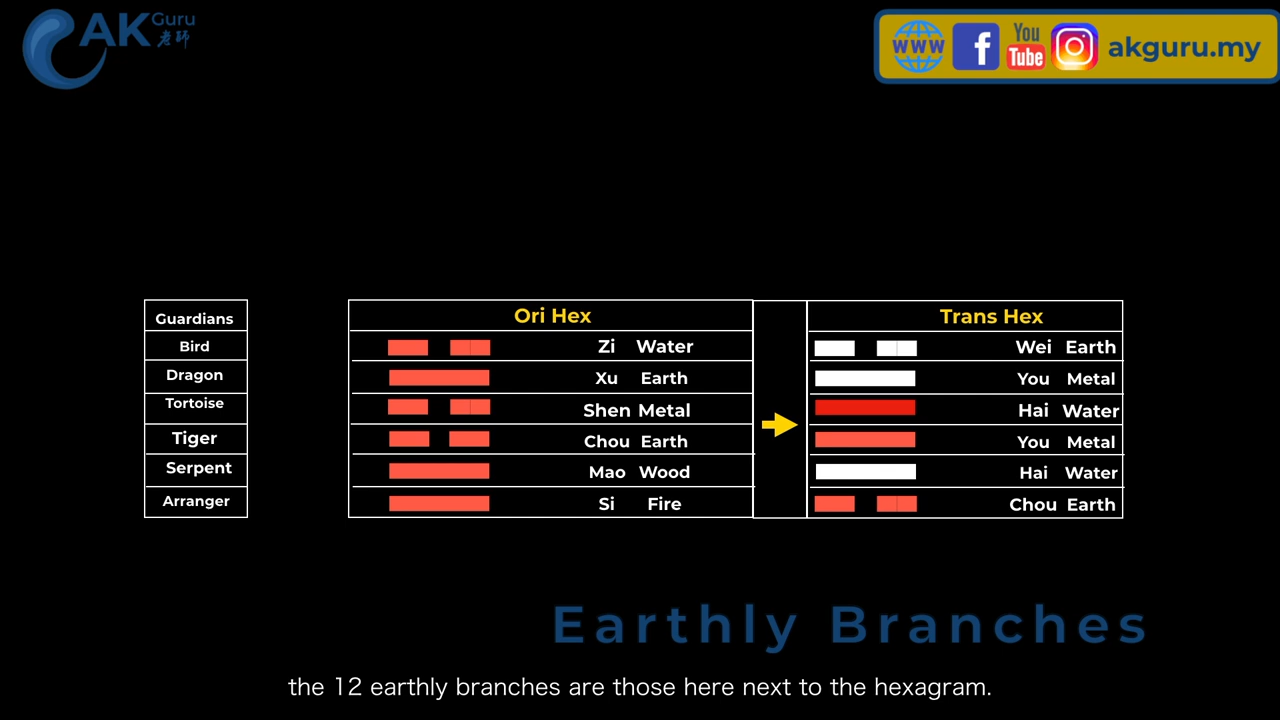 AK Guru
老師
WWW
f
You
Tube
akguru.my
Guardians
Bird
Dragon
Tortoise
Tiger
Serpent
Arranger
Ori Hex
Zi Water
Xu Earth
Shen Metal
Chou Earth
Mao Wood
Si Fire
Trans Hex
Wei Earth
You Metal
Hai Water
You Metal
Hai Water
Chou Earth
Earthly Branches
the 12 earthly branches are those here next to the hexagram.